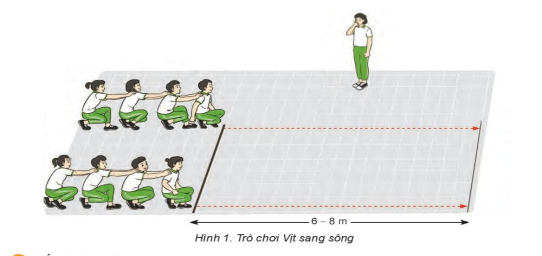 6 – 8 m
Hình 1. Trò chơi Vịt sang sông